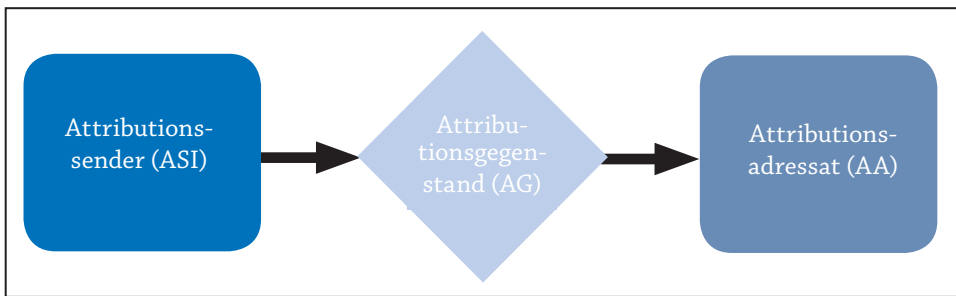 Attributions-
sender (ASI)
Attribu-
tionsgegen-
stand (AG)
Attributions-
adressat (AA)